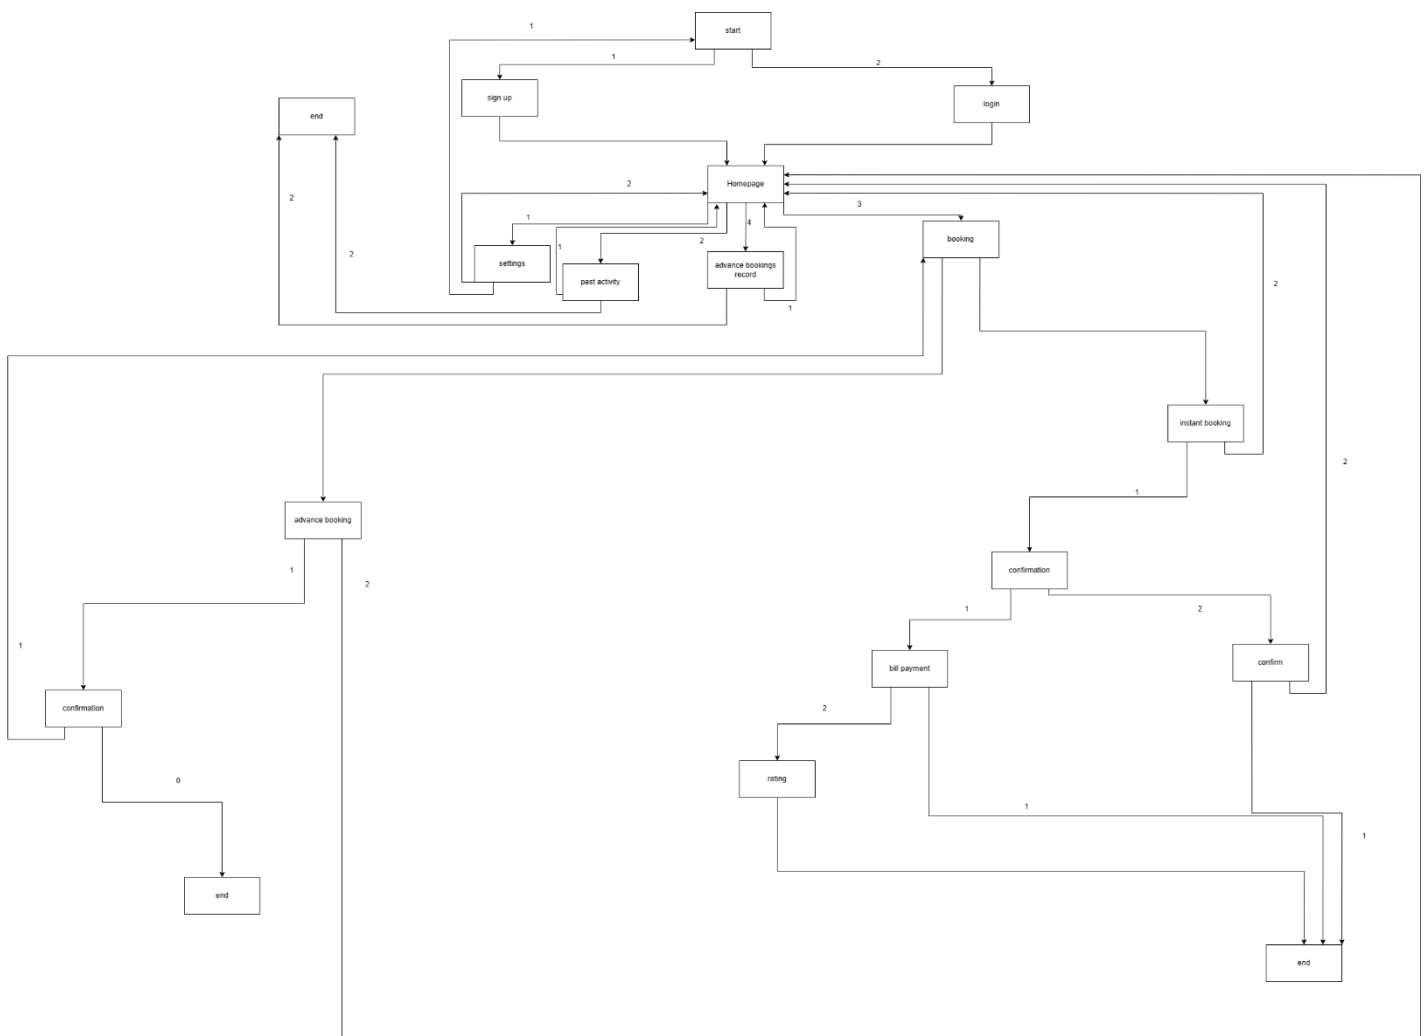 start
1
1
2
sign up
login
end
Homepage
2
2
1
3
4
1
2
2
booking
settings
advance bookings
record
past activity
1
2
instant booking
2
1
advance booking
1
2
confirmation
1
2
1
bill payment
confirm
confirmation
2
rating
0
1
1
end
end